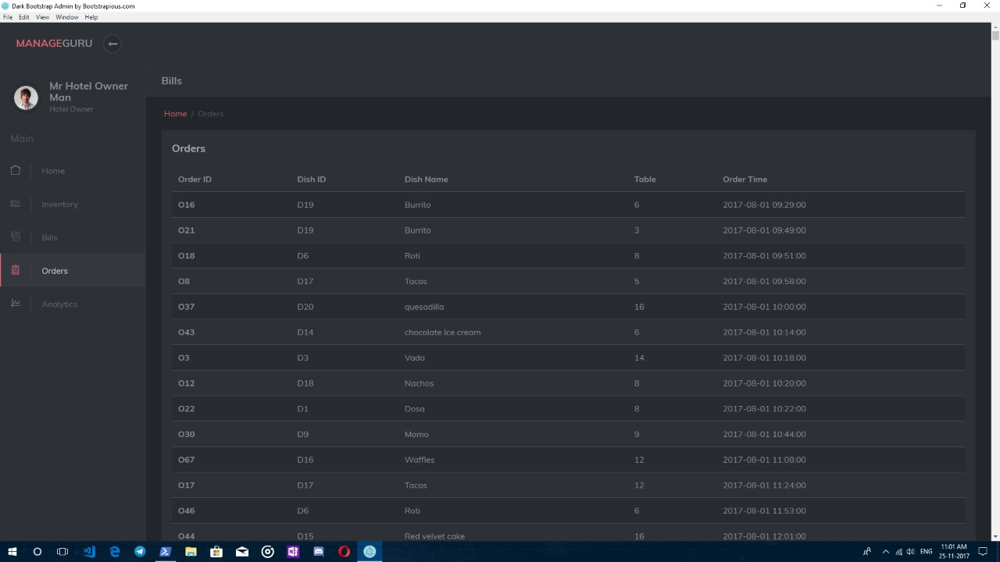 Dark Bootstrap Admin by Bootstrapious.com
File Edit View Window Help
MANAGEGURU
Mr Hotel Owner Man
Hotel Owner
Main
Home
Inventory
Bills
Orders
Analytics
Bills
Home / Orders
Orders
Order ID Dish ID Dish Name Table Order Time
O16 D19 Burrito 6 2017-08-01 09:29:00
O21 D19 Burrito 3 2017-08-01 09:49:00
O18 D6 Roti 8 2017-08-01 09:51:00
O8 D17 Tacos 5 2017-08-01 09:58:00
O37 D20 quesadilla 16 2017-08-01 10:00:00
O43 D14 chocolate Ice cream 6 2017-08-01 10:14:00
O3 D3 Vada 14 2017-08-01 10:18:00
O12 D18 Nachos 8 2017-08-01 10:20:00
O22 D1 Dosa 8 2017-08-01 10:22:00
O30 D9 Momo 9 2017-08-01 10:44:00
O67 D16 Waffles 12 2017-08-01 11:08:00
O17 D17 Tacos 12 2017-08-01 11:24:00
O46 D6 Roti 6 2017-08-01 11:53:00
O44 D15 Red velvet cake 16 2017-08-01 12:01:00
ENG
11:01 AM
25-11-2017